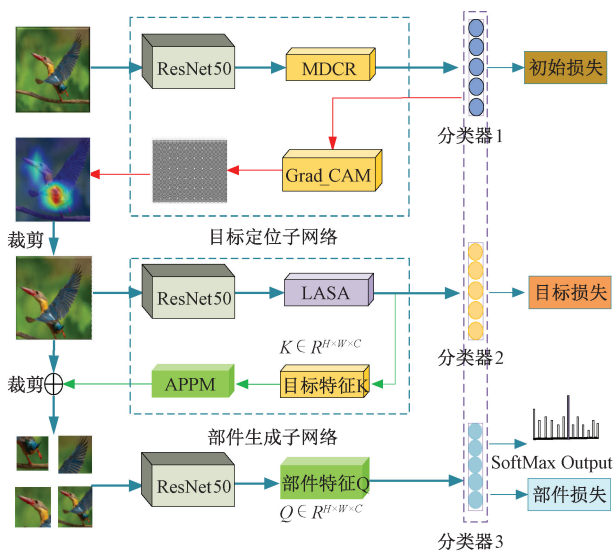 ResNet50
MDCR
初始损失
分类器1
Grad_CAM
目标定位子网络
裁剪
ResNet50
LASA
目标损失
K∈R^{H×W×C}
分类器2
裁剪
APPM
目标特征K
部件生成子网络
SoftMax Output
ResNet50
部件特征Q
部件损失
Q∈R^{H×W×C}
分类器3